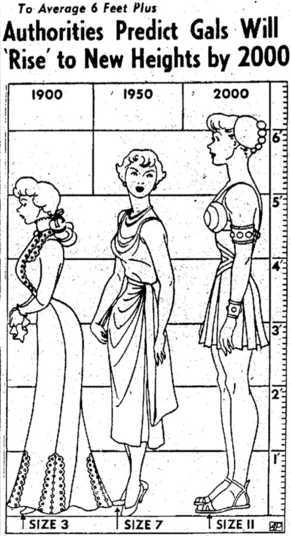 To Average 6 Feet Plus
Authorities Predict Gals Will
'Rise' to New Heights by 2000
1900 1950 2000
6'
5'
4'
3'
2'
1'
SIZE 3 SIZE 7 SIZE 11
AP